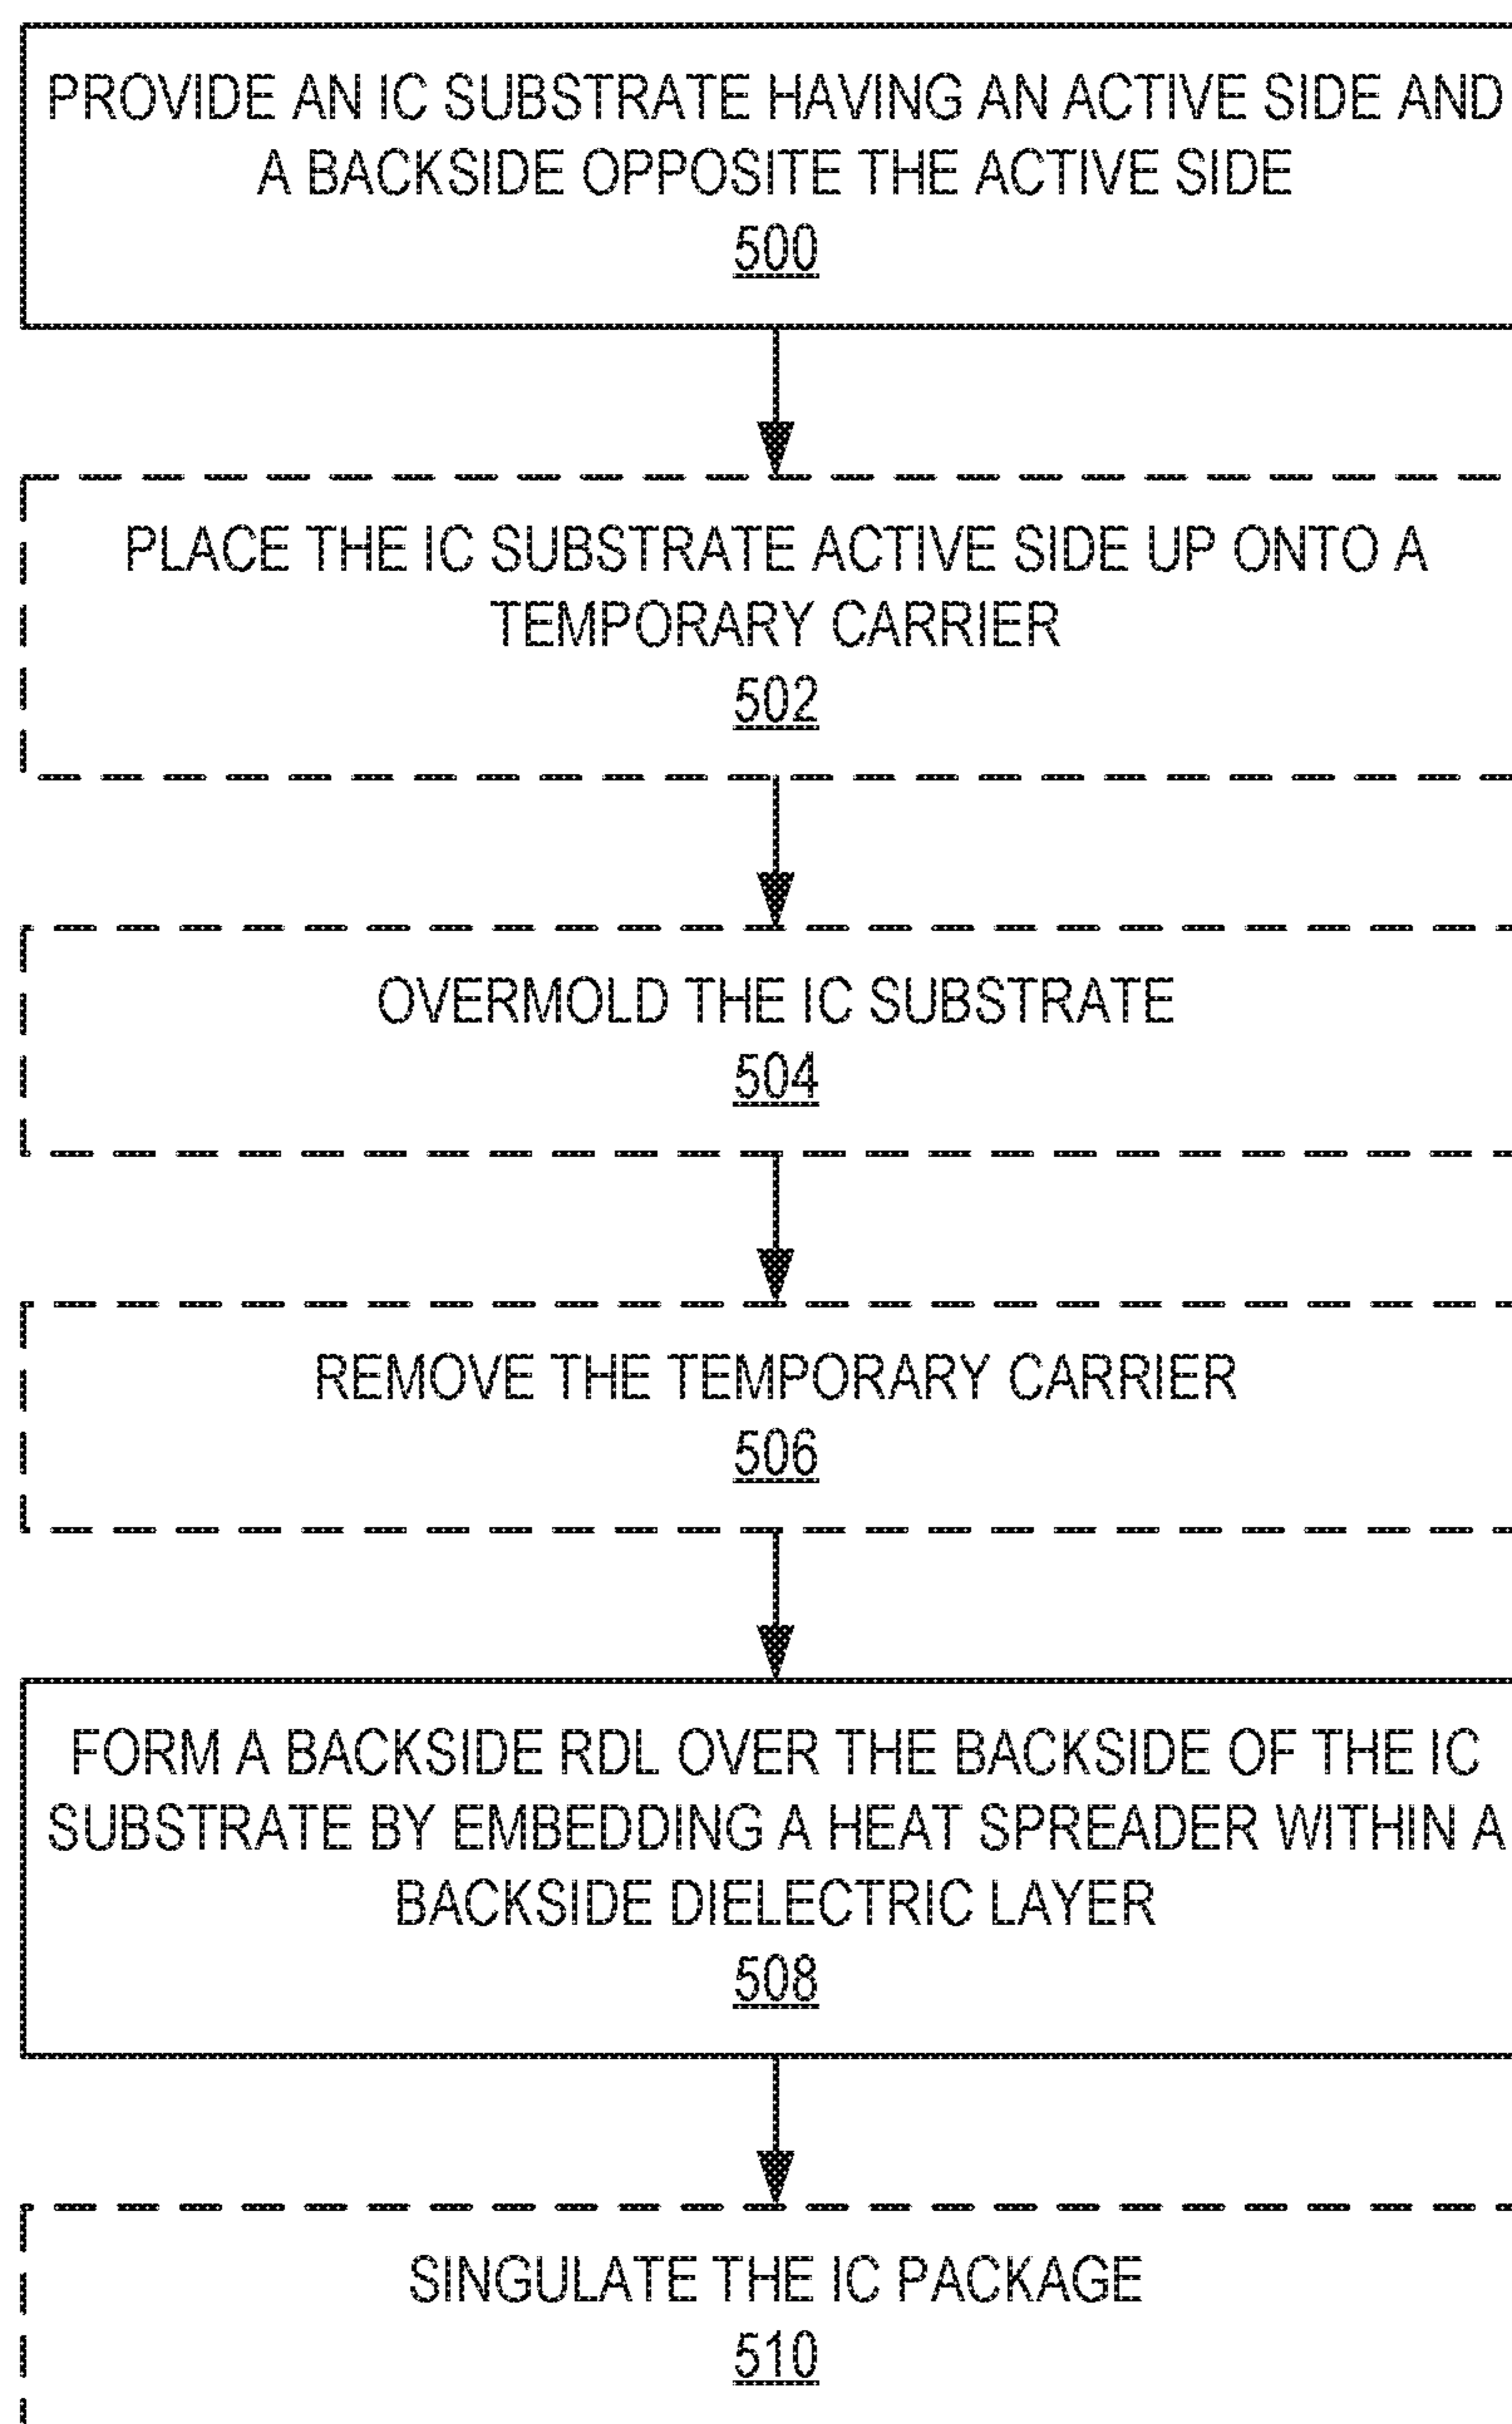 PROVIDE AN IC SUBSTRATE HAVING AN ACTIVE SIDE AND
A BACKSIDE OPPOSITE THE ACTIVE SIDE
500
PLACE THE IC SUBSTRATE ACTIVE SIDE UP ONTO A
TEMPORARY CARRIER
502
OVERMOLD THE IC SUBSTRATE
504
REMOVE THE TEMPORARY CARRIER
506
FORM A BACKSIDE RDL OVER THE BACKSIDE OF THE IC
SUBSTRATE BY EMBEDDING A HEAT SPREADER WITHIN A
BACKSIDE DIELECTRIC LAYER
508
SINGULATE THE IC PACKAGE
510